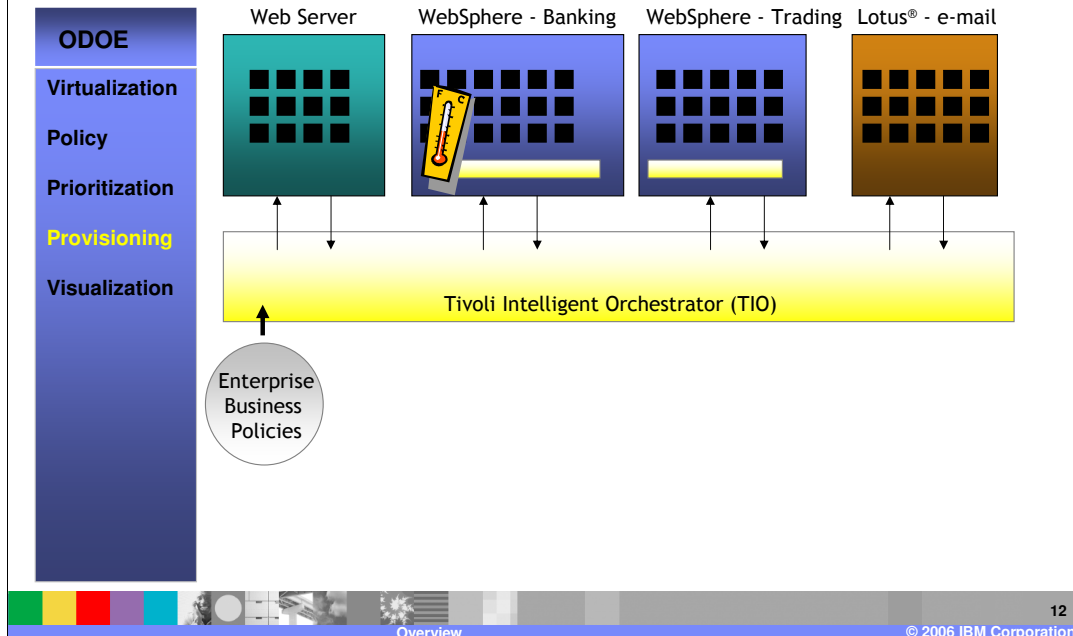 ODOE
Virtualization
Policy
Prioritization
Provisioning
Visualization
Web Server
WebSphere - Banking
WebSphere - Trading
Lotus® - e-mail
F C
Tivoli Intelligent Orchestrator (TIO)
Enterprise
Business
Policies
12
Overview
© 2006 IBM Corporation